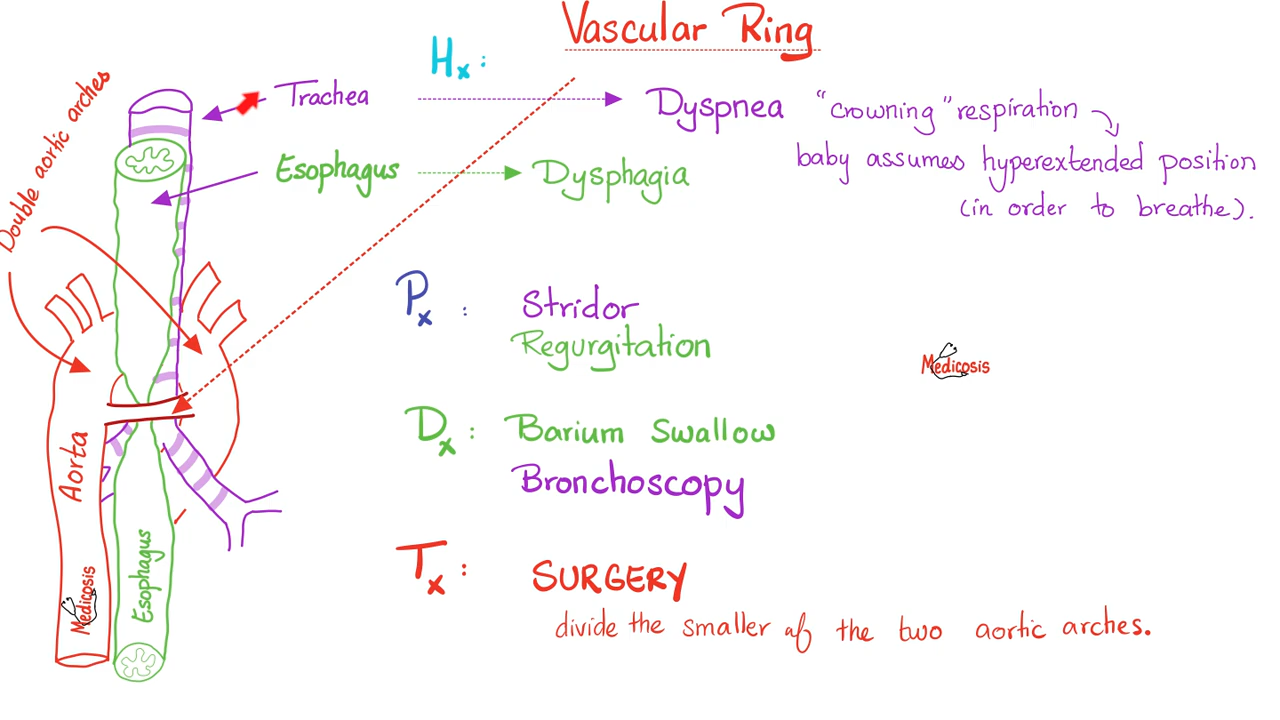 Vascular Ring
Hx:
Double aortic arches
Trachea
Dyspnea "crowning" respiration
baby assumes hyperextended position
(in order to breathe).
Esophagus
Dysphagia
Px : Stridor
Regurgitation
Medicosis
Dx : Barium Swallow
Bronchoscopy
Tx : SURGERY
divide the smaller of the two aortic arches.
Aorta
Esophagus
Medicosis